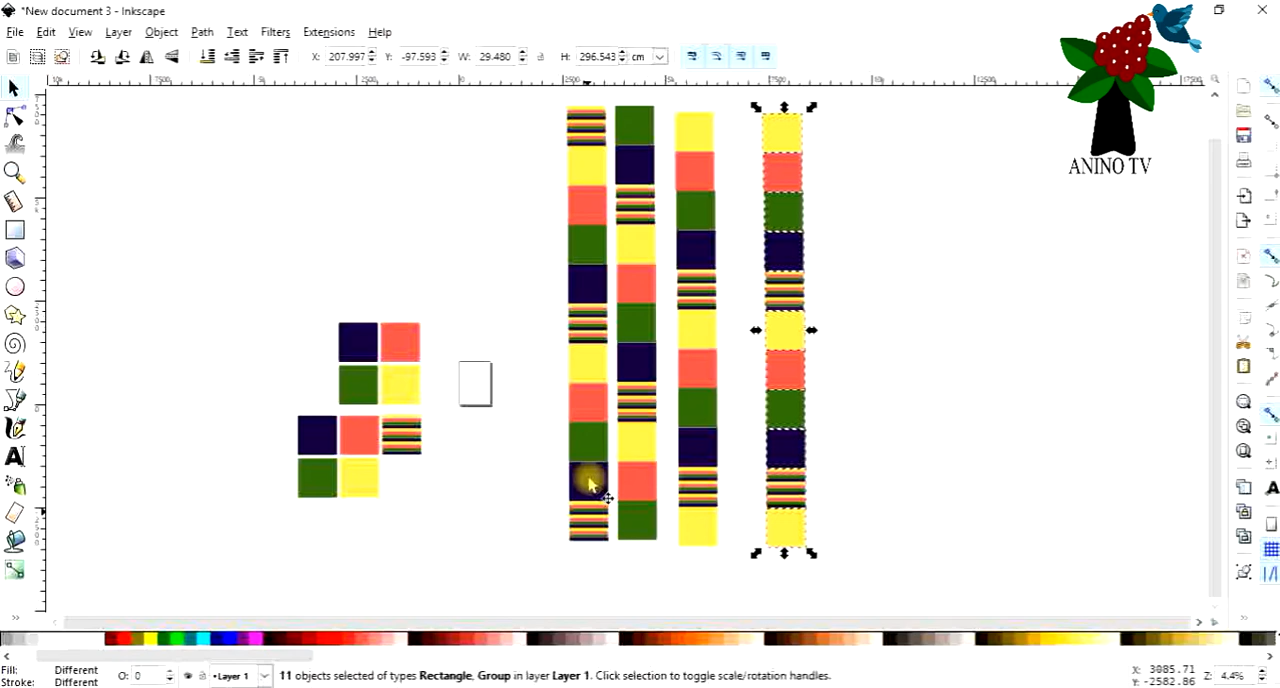 *New document 3 - Inkscape
File Edit View Layer Object Path Text Filters Extensions Help
X: 207.997 Y: -97.593 W: 29.480 H: 296.543 cm
ANINO TV
Fill: Different
Stroke: Different
O: 0
•Layer 1
11 objects selected of types Rectangle, Group in layer Layer 1. Click selection to toggle scale/rotation handles.
X: 3085.71
Y: -2582.86
Z: 4.4%